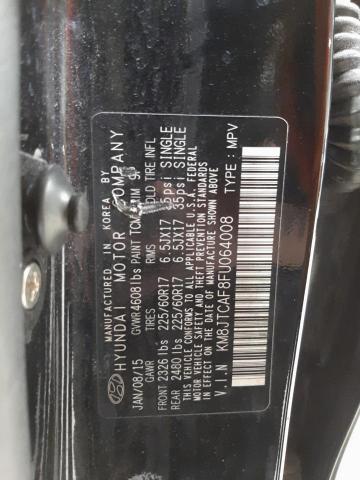 MANUFACTURED IN KOREA BY
HYUNDAI MOTOR COMPANY
JAN/08/15 GVWR 4608lbs PAINT TRIM 9Y
GAWR TIRES RIMS COLD TIRE INFL.
FRONT 2326 lbs 225/60R17 6.5JX17 35psi SINGLE
REAR 2480 lbs 225/60R17 6.5JX17 35psi SINGLE
THIS VEHICLE CONFORMS TO ALL APPLICABLE U.S.A. FEDERAL
MOTOR VEHICLE SAFETY AND THEFT PREVENTION STANDARDS
IN EFFECT ON THE DATE OF MANUFACTURE SHOWN ABOVE
V.I.N KM8JTCAF8FU064008 TYPE : MPV